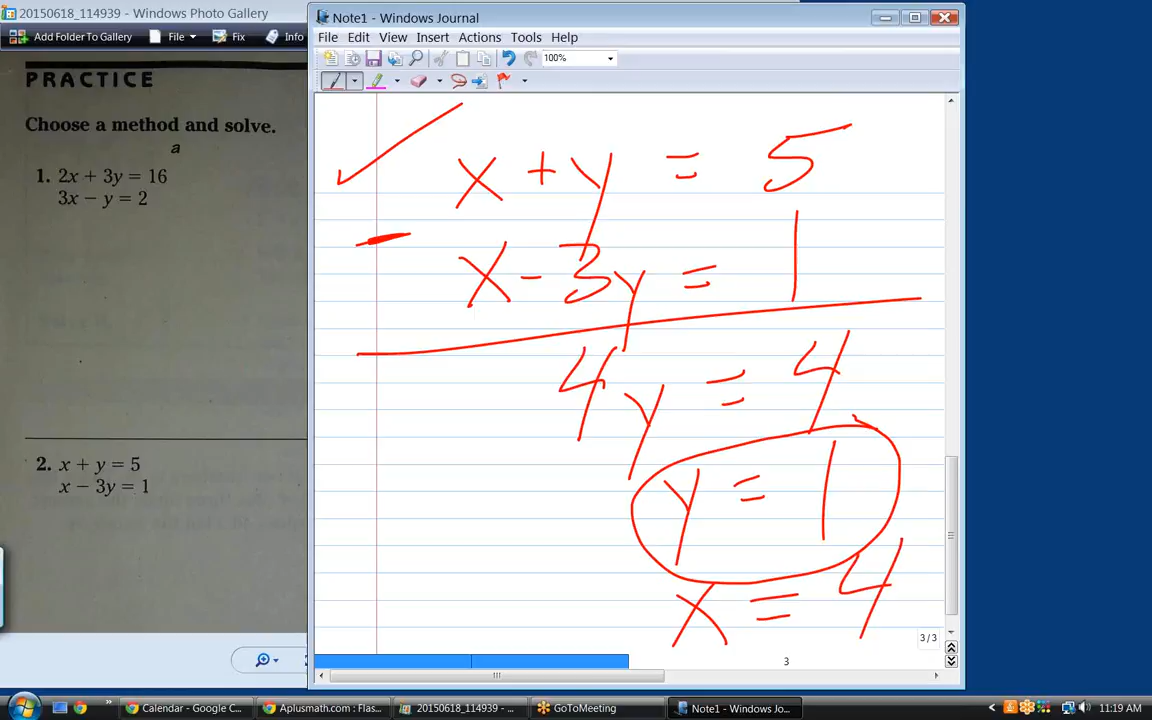 20150618_114939 - Windows Photo Gallery
Add Folder To Gallery File Fix Info
PRACTICE
Choose a method and solve.
a
1. 2x + 3y = 16
3x − y = 2
2. x + y = 5
x − 3y = 1
Note1 - Windows Journal
File Edit View Insert Actions Tools Help
100%
x + y = 5
- x - 3y = 1
4y = 4
y = 1
x = 4
3 / 3
3
Calendar - Google C...
Aplusmath.com : Flas...
20150618_114939 - ...
GoToMeeting
Note1 - Windows Jou...
11:19 AM